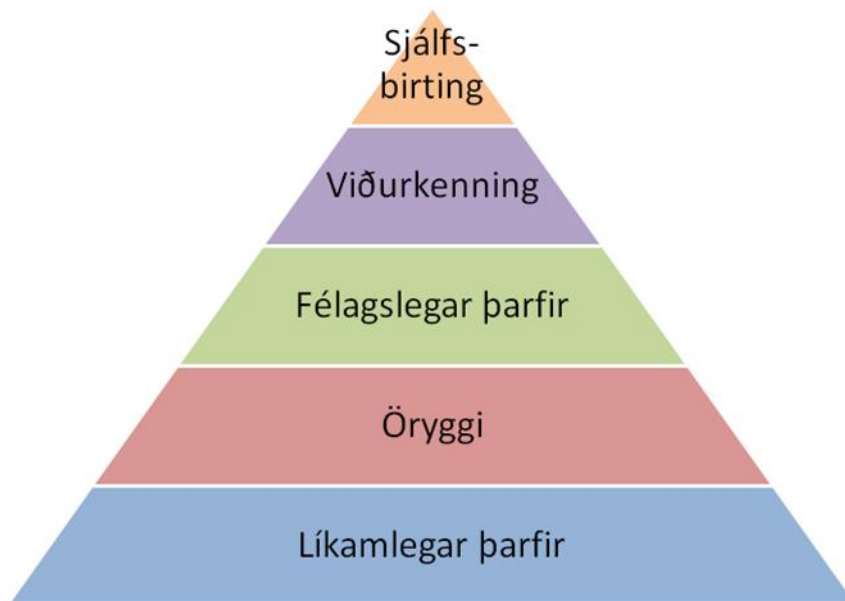 Sjálfs-
birting
Viðurkenning
Félagslegar þarfir
Öryggi
Líkamlegar þarfir